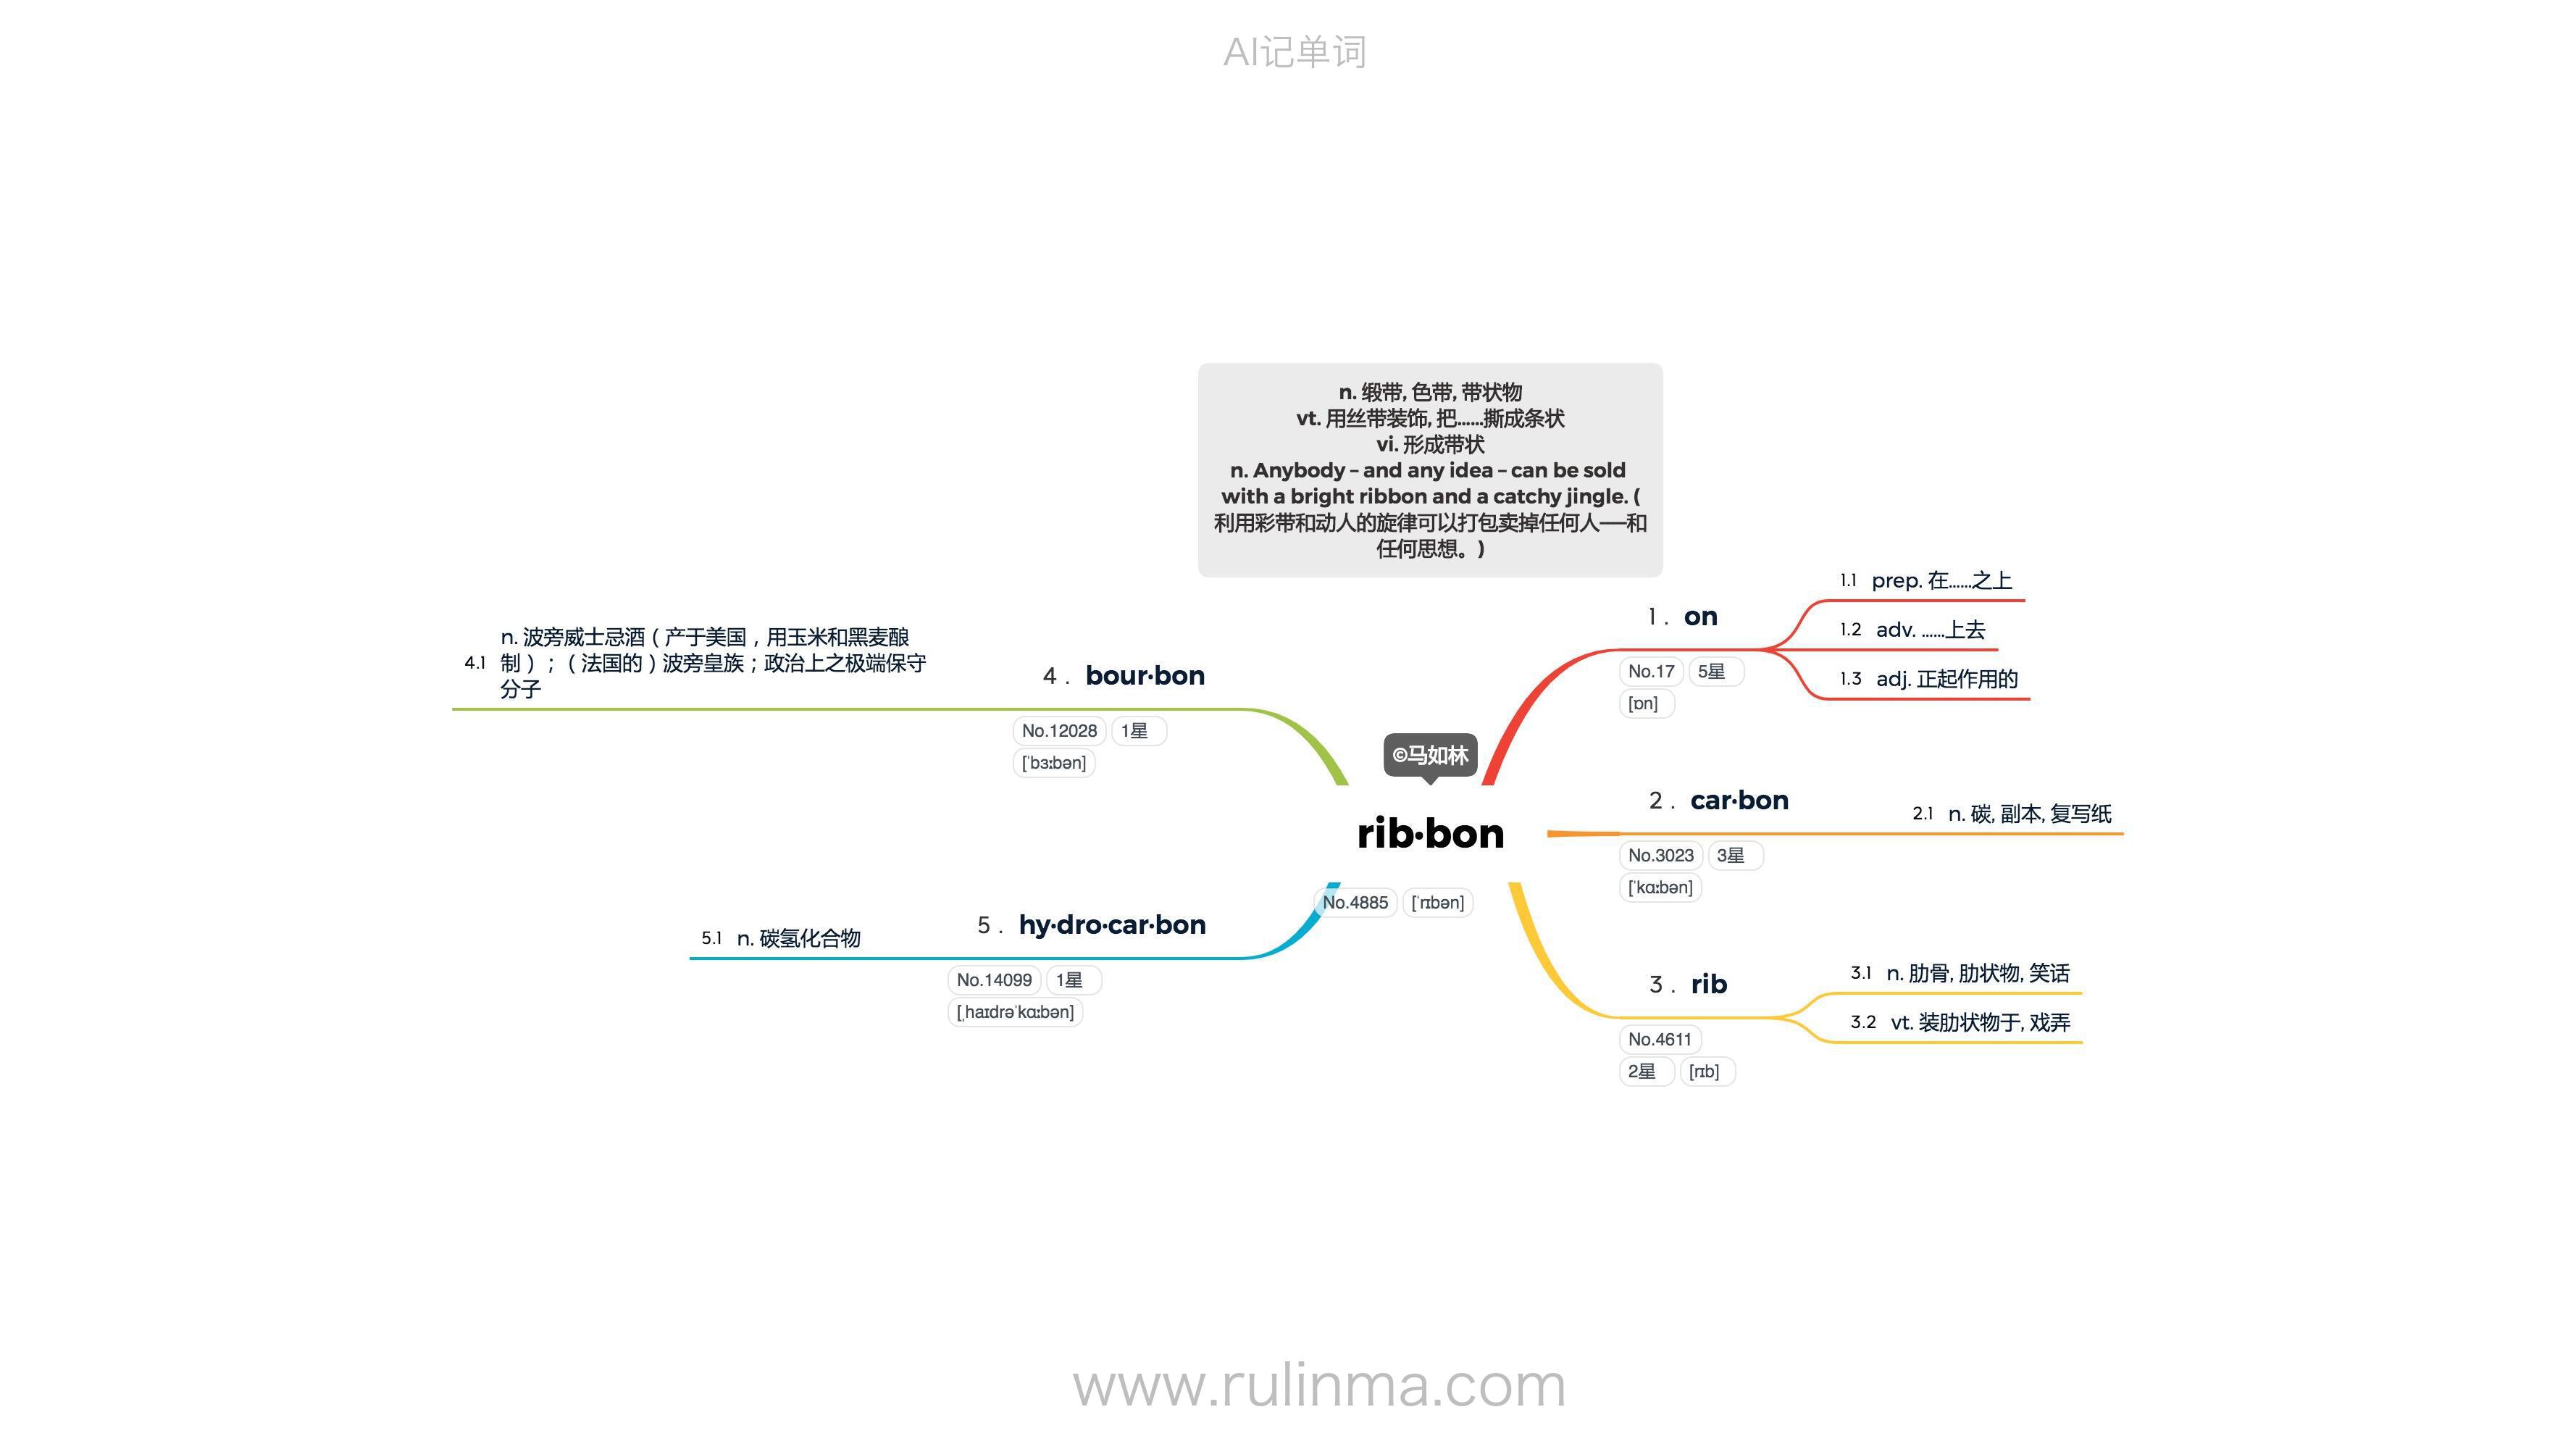 AI记单词
n. 缎带, 色带, 带状物
vt. 用丝带装饰, 把……撕成条状
vi. 形成带状
n. Anybody – and any idea – can be sold
with a bright ribbon and a catchy jingle. (
利用彩带和动人的旋律可以打包卖掉任何人——和
任何思想。)
©马如林
rib·bon
No.4885 [ˈrɪbən]
1. on
No.17 5星
[ɒn]
1.1 prep. 在……之上
1.2 adv. ……上去
1.3 adj. 正起作用的
2. car·bon
No.3023 3星
[ˈkɑːbən]
2.1 n. 碳, 副本, 复写纸
3. rib
No.4611
2星 [rɪb]
3.1 n. 肋骨, 肋状物, 笑话
3.2 vt. 装肋状物于, 戏弄
4. bour·bon
No.12028 1星
[ˈbɜːbən]
4.1 n. 波旁威士忌酒（产于美国，用玉米和黑麦酿
制）；（法国的）波旁皇族；政治上之极端保守
分子
5. hy·dro·car·bon
No.14099 1星
[ˌhaɪdrəˈkɑːbən]
5.1 n. 碳氢化合物
www.rulinma.com